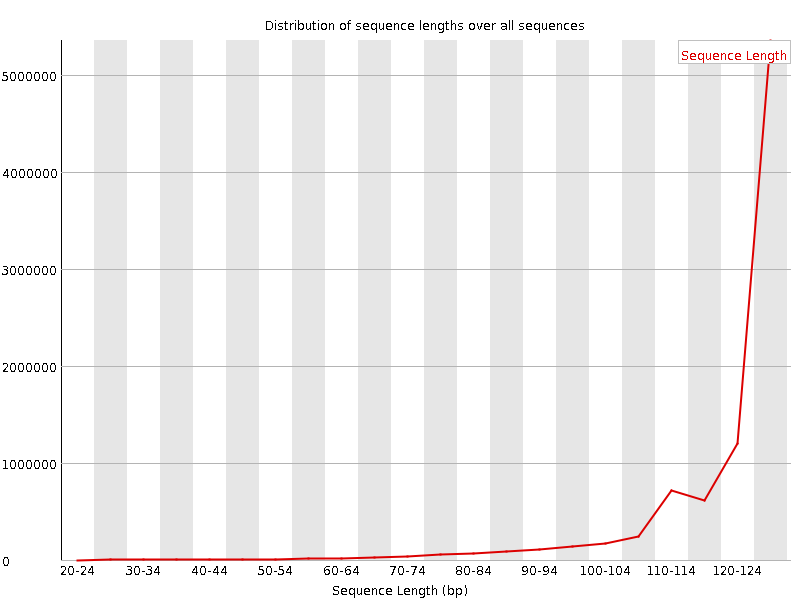 Distribution of sequence lengths over all sequences
Sequence Length
5000000
4000000
3000000
2000000
1000000
0
20-24 30-34 40-44 50-54 60-64 70-74 80-84 90-94 100-104 110-114 120-124
Sequence Length (bp)